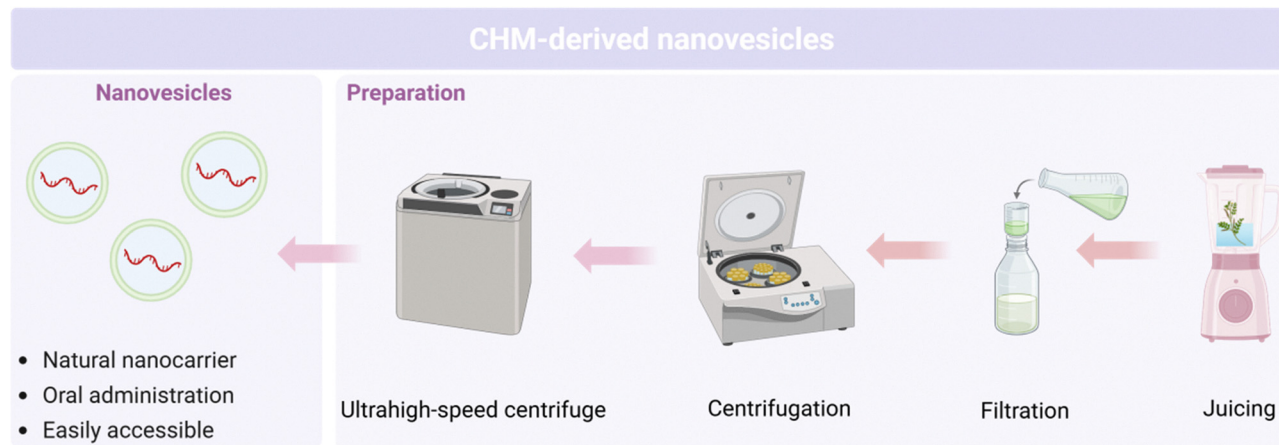 CHM-derived nanovesicles
Nanovesicles
• Natural nanocarrier
• Oral administration
• Easily accessible
Preparation
Ultrahigh-speed centrifuge
Centrifugation
Filtration
Juicing